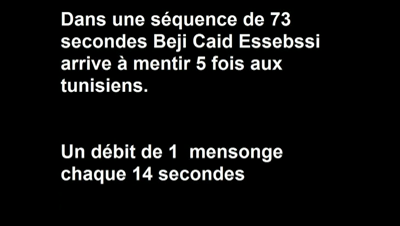 Dans une séquence de 73
secondes Beji Caid Essebssi
arrive à mentir 5 fois aux
tunisiens.
Un débit de 1 mensonge
chaque 14 secondes